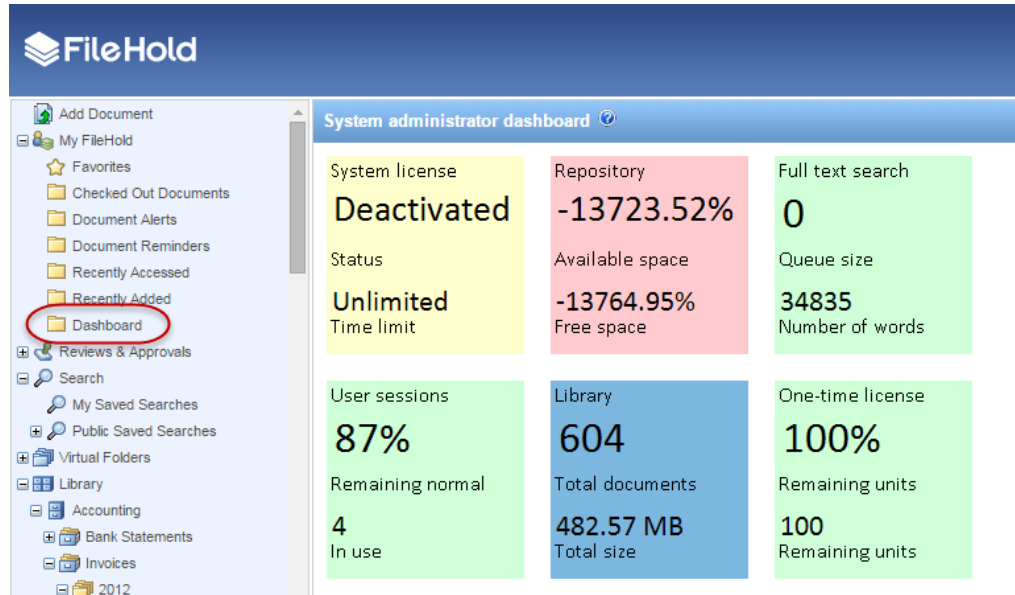 FileHold
Add Document
My FileHold
Favorites
Checked Out Documents
Document Alerts
Document Reminders
Recently Accessed
Recently Added
Dashboard
Reviews & Approvals
Search
My Saved Searches
Public Saved Searches
Virtual Folders
Library
Accounting
Bank Statements
Invoices
2012
System administrator dashboard ?
System license
Deactivated
Status
Unlimited
Time limit
Repository
-13723.52%
Available space
-13764.95%
Free space
Full text search
0
Queue size
34835
Number of words
User sessions
87%
Remaining normal
4
In use
Library
604
Total documents
482.57 MB
Total size
One-time license
100%
Remaining units
100
Remaining units